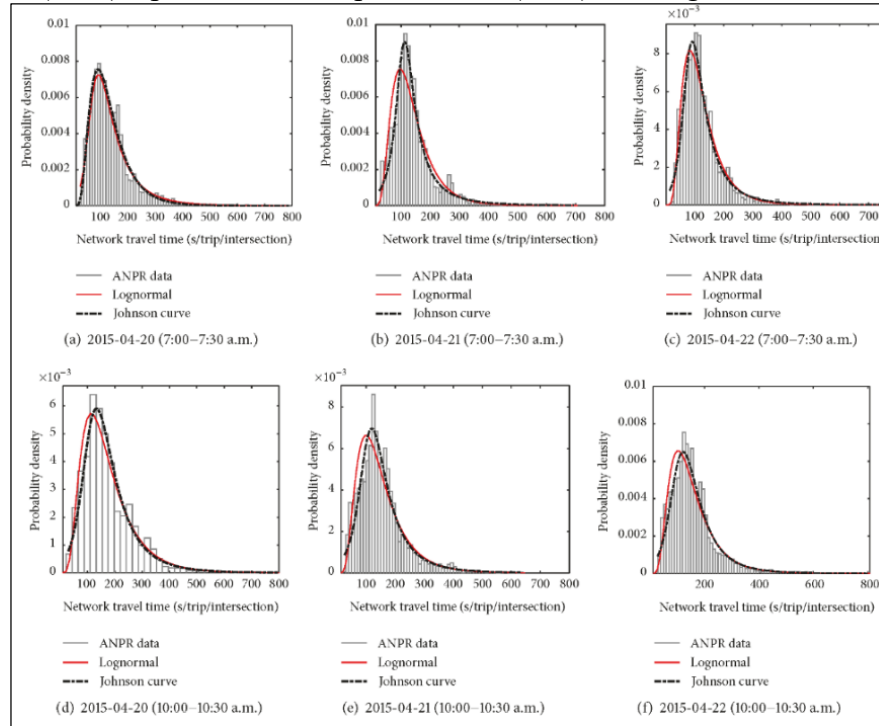 0.01 0.01 ×10⁻³
0.008 0.008 8
0.006 0.006 6
0.004 0.004 4
0.002 0.002 2
0
100 200 300 400 500 600 700 800 100 200 300 400 500 600 700 800 100 200 300 400 500 600 700
Probability density Probability density Probability density
Network travel time (s/trip/intersection) Network travel time (s/trip/intersection) Network travel time (s/trip/intersection)
ANPR data ANPR data ANPR data
Lognormal Lognormal Lognormal
Johnson curve Johnson curve Johnson curve
(a) 2015-04-20 (7:00–7:30 a.m.) (b) 2015-04-21 (7:00–7:30 a.m.) (c) 2015-04-22 (7:00–7:30 a.m.)
×10⁻³ ×10⁻³ 0.01
6 8 0.008
5 6 0.006
4 4 0.004
3 2 0.002
2
1
0 0
100 200 300 400 500 600 700 800 100 200 300 400 500 600 700 800 200 400 600 800
Probability density Probability density Probability density
Network travel time (s/trip/intersection) Network travel time (s/trip/intersection) Network travel time (s/trip/intersection)
ANPR data ANPR data ANPR data
Lognormal Lognormal Lognormal
Johnson curve Johnson curve Johnson curve
(d) 2015-04-20 (10:00–10:30 a.m.) (e) 2015-04-21 (10:00–10:30 a.m.) (f) 2015-04-22 (10:00–10:30 a.m.)